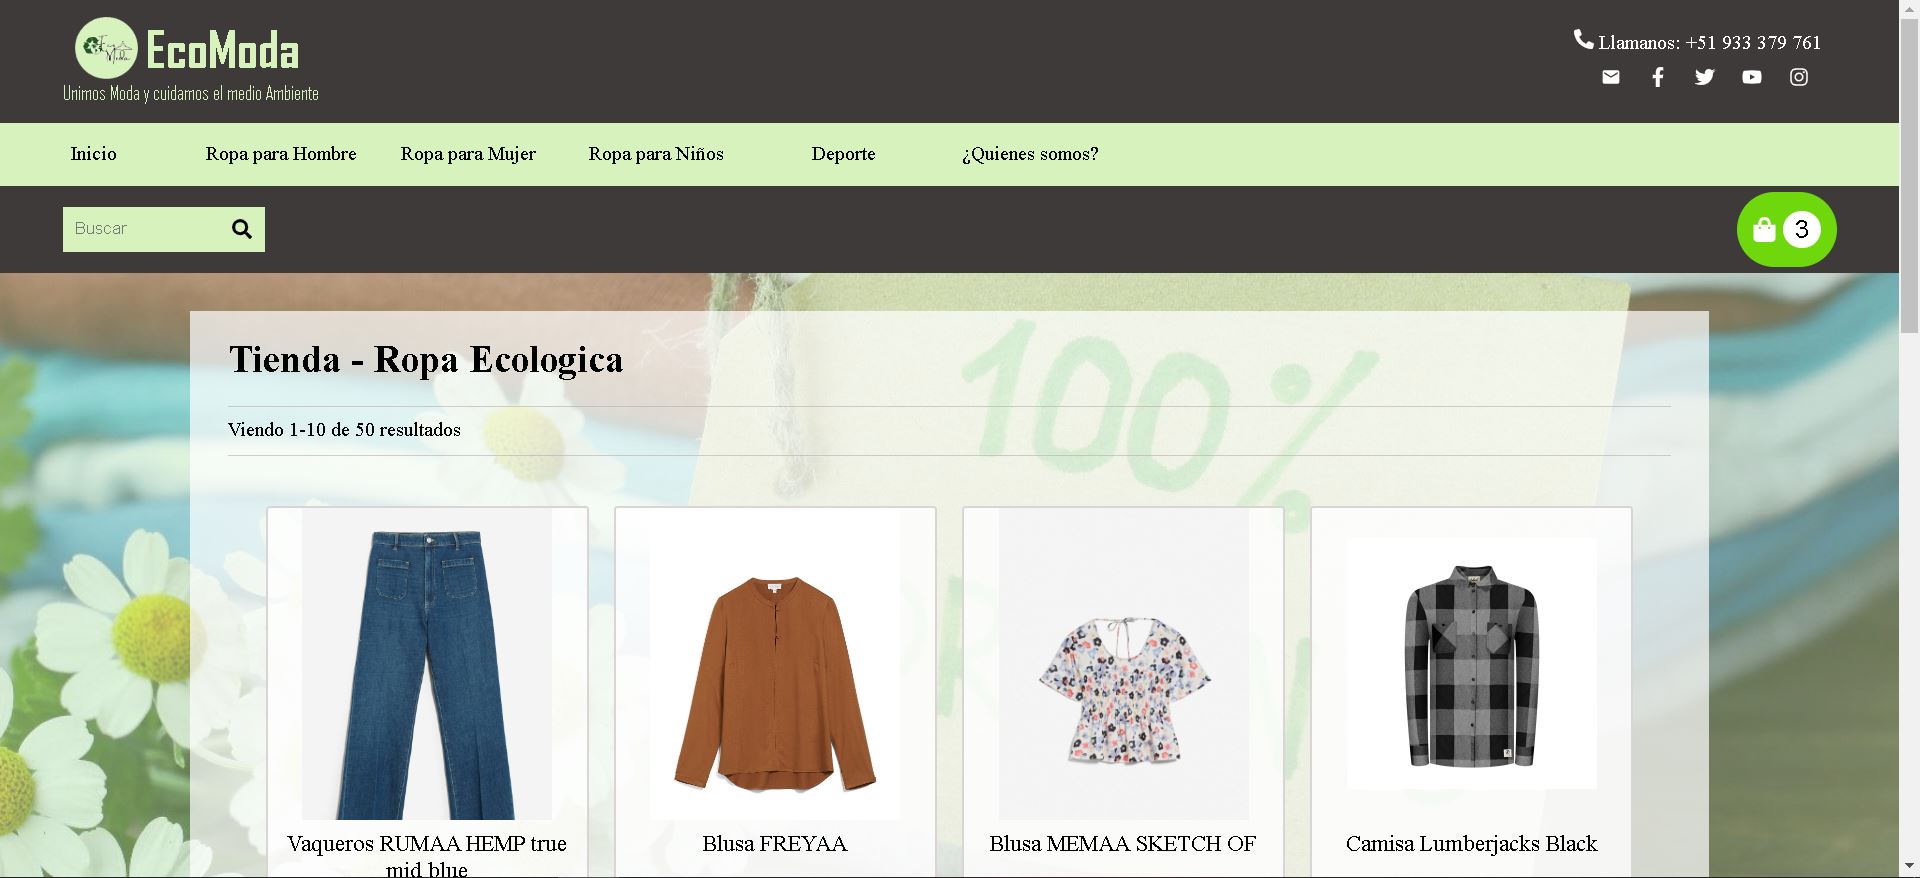 EcoModa
Unimos Moda y cuidamos el medio Ambiente
Llamanos: +51 933 379 761
Inicio
Ropa para Hombre
Ropa para Mujer
Ropa para Niños
Deporte
¿Quienes somos?
Buscar
3
100%
Tienda - Ropa Ecologica
Viendo 1-10 de 50 resultados
Vaqueros RUMAA HEMP true
mid blue
Blusa FREYAA
Blusa MEMAA SKETCH OF
Camisa Lumberjacks Black